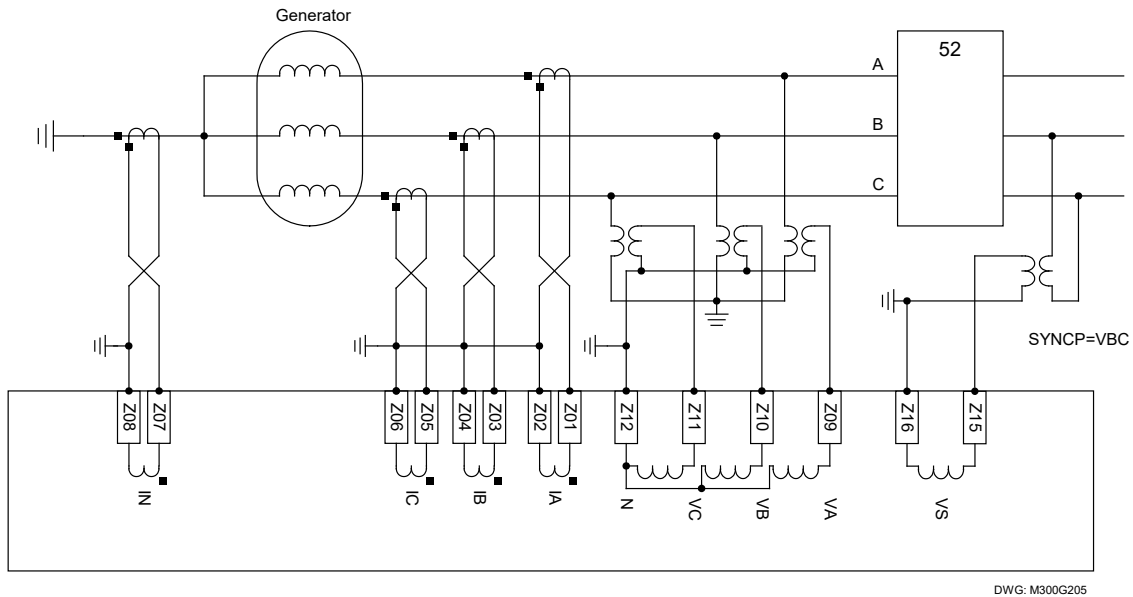 Generator
52
A
B
C
SYNCP=VBC
Z08
Z07
Z06
Z05
Z04
Z03
Z02
Z01
Z12
Z11
Z10
Z09
Z16
Z15
IN
IC
IB
IA
N
VC
VB
VA
VS
DWG: M300G205